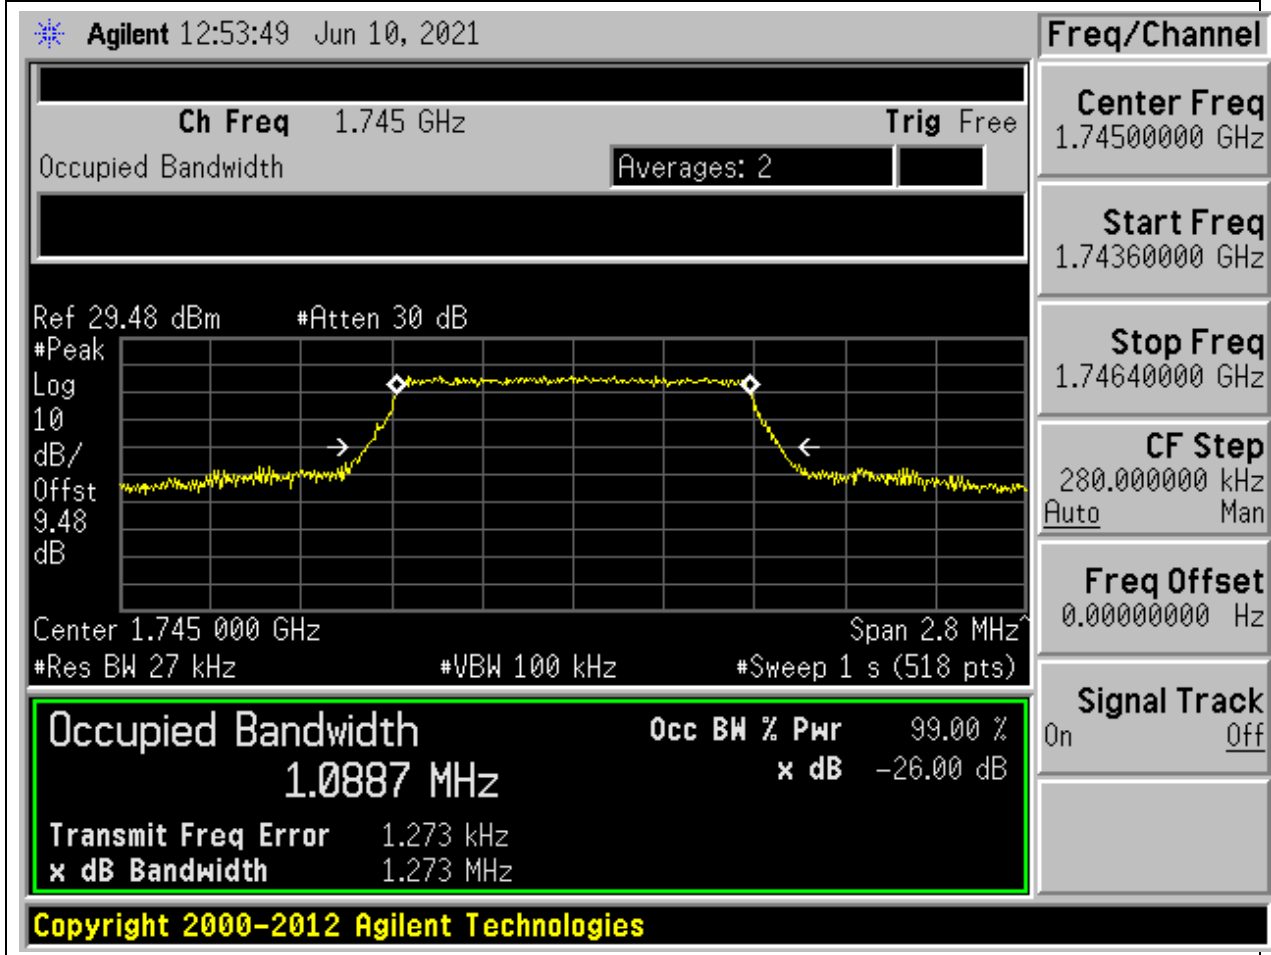 Agilent 12:53:49 Jun 10, 2021
Freq/Channel
Ch Freq 1.745 GHz Trig Free
Occupied Bandwidth Averages: 2
Center Freq
1.74500000 GHz
Start Freq
1.74360000 GHz
Stop Freq
1.74640000 GHz
CF Step
280.000000 kHz
Auto Man
Freq Offset
0.00000000 Hz
Signal Track
On Off
Ref 29.48 dBm #Atten 30 dB
#Peak
Log
10
dB/
Offst
9.48
dB
Center 1.745 000 GHz Span 2.8 MHz^
#Res BW 27 kHz #VBW 100 kHz #Sweep 1 s (518 pts)
Occupied Bandwidth Occ BW % Pwr 99.00 %
1.0887 MHz x dB -26.00 dB
Transmit Freq Error 1.273 kHz
x dB Bandwidth 1.273 MHz
Copyright 2000-2012 Agilent Technologies